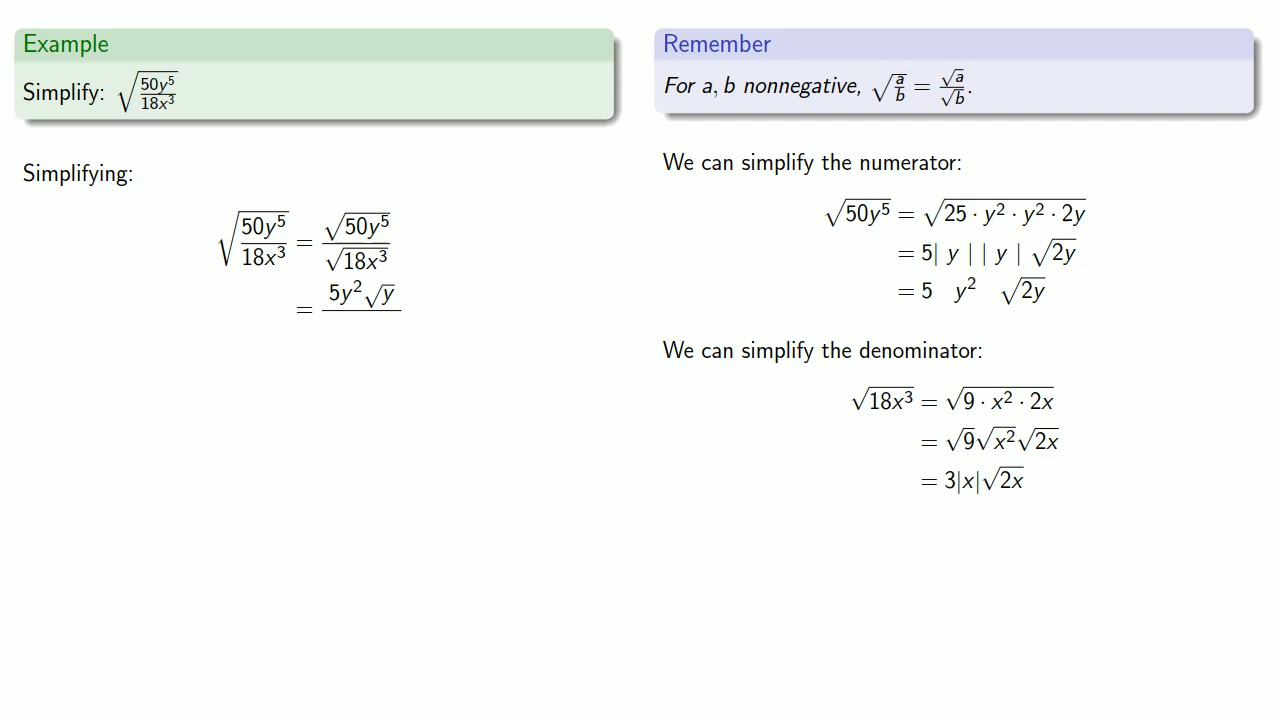 Example
Simplify: √(50y⁵/18x³)
Simplifying:
√(50y⁵/18x³) = √(50y⁵)/√(18x³)
= 5y²√y/
Remember
For a, b nonnegative, √(a/b) = √a/√b.
We can simplify the numerator:
√(50y⁵) = √(25 · y² · y² · 2y)
= 5| y | | y | √(2y)
= 5 y² √(2y)
We can simplify the denominator:
√(18x³) = √(9 · x² · 2x)
= √9√(x²)√(2x)
= 3|x|√(2x)